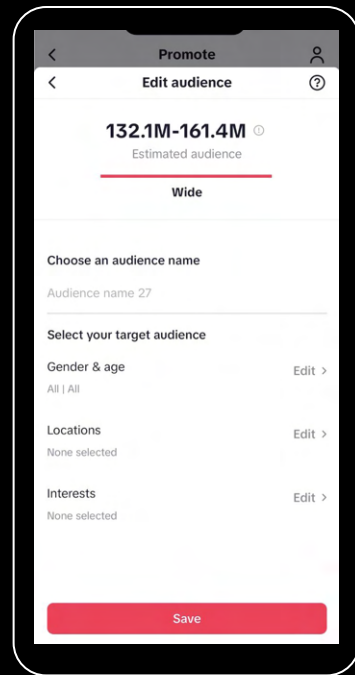 Promote
Edit audience
132.1M-161.4M
Estimated audience
Wide
Choose an audience name
Audience name 27
Select your target audience
Gender & age
Edit >
All | All
Locations
Edit >
None selected
Interests
Edit >
None selected
Save